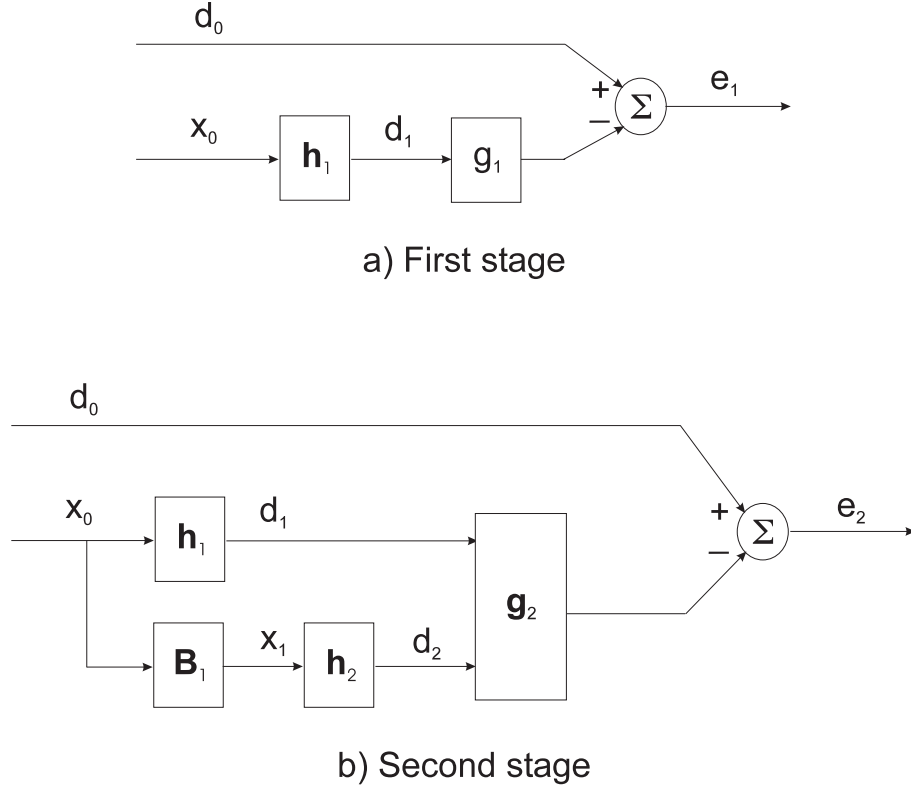 d₀
+
Σ
e₁
−
x₀
h₁
d₁
g₁
a) First stage
d₀
x₀
h₁
d₁
+
Σ
e₂
−
g₂
B₁
x₁
h₂
d₂
b) Second stage